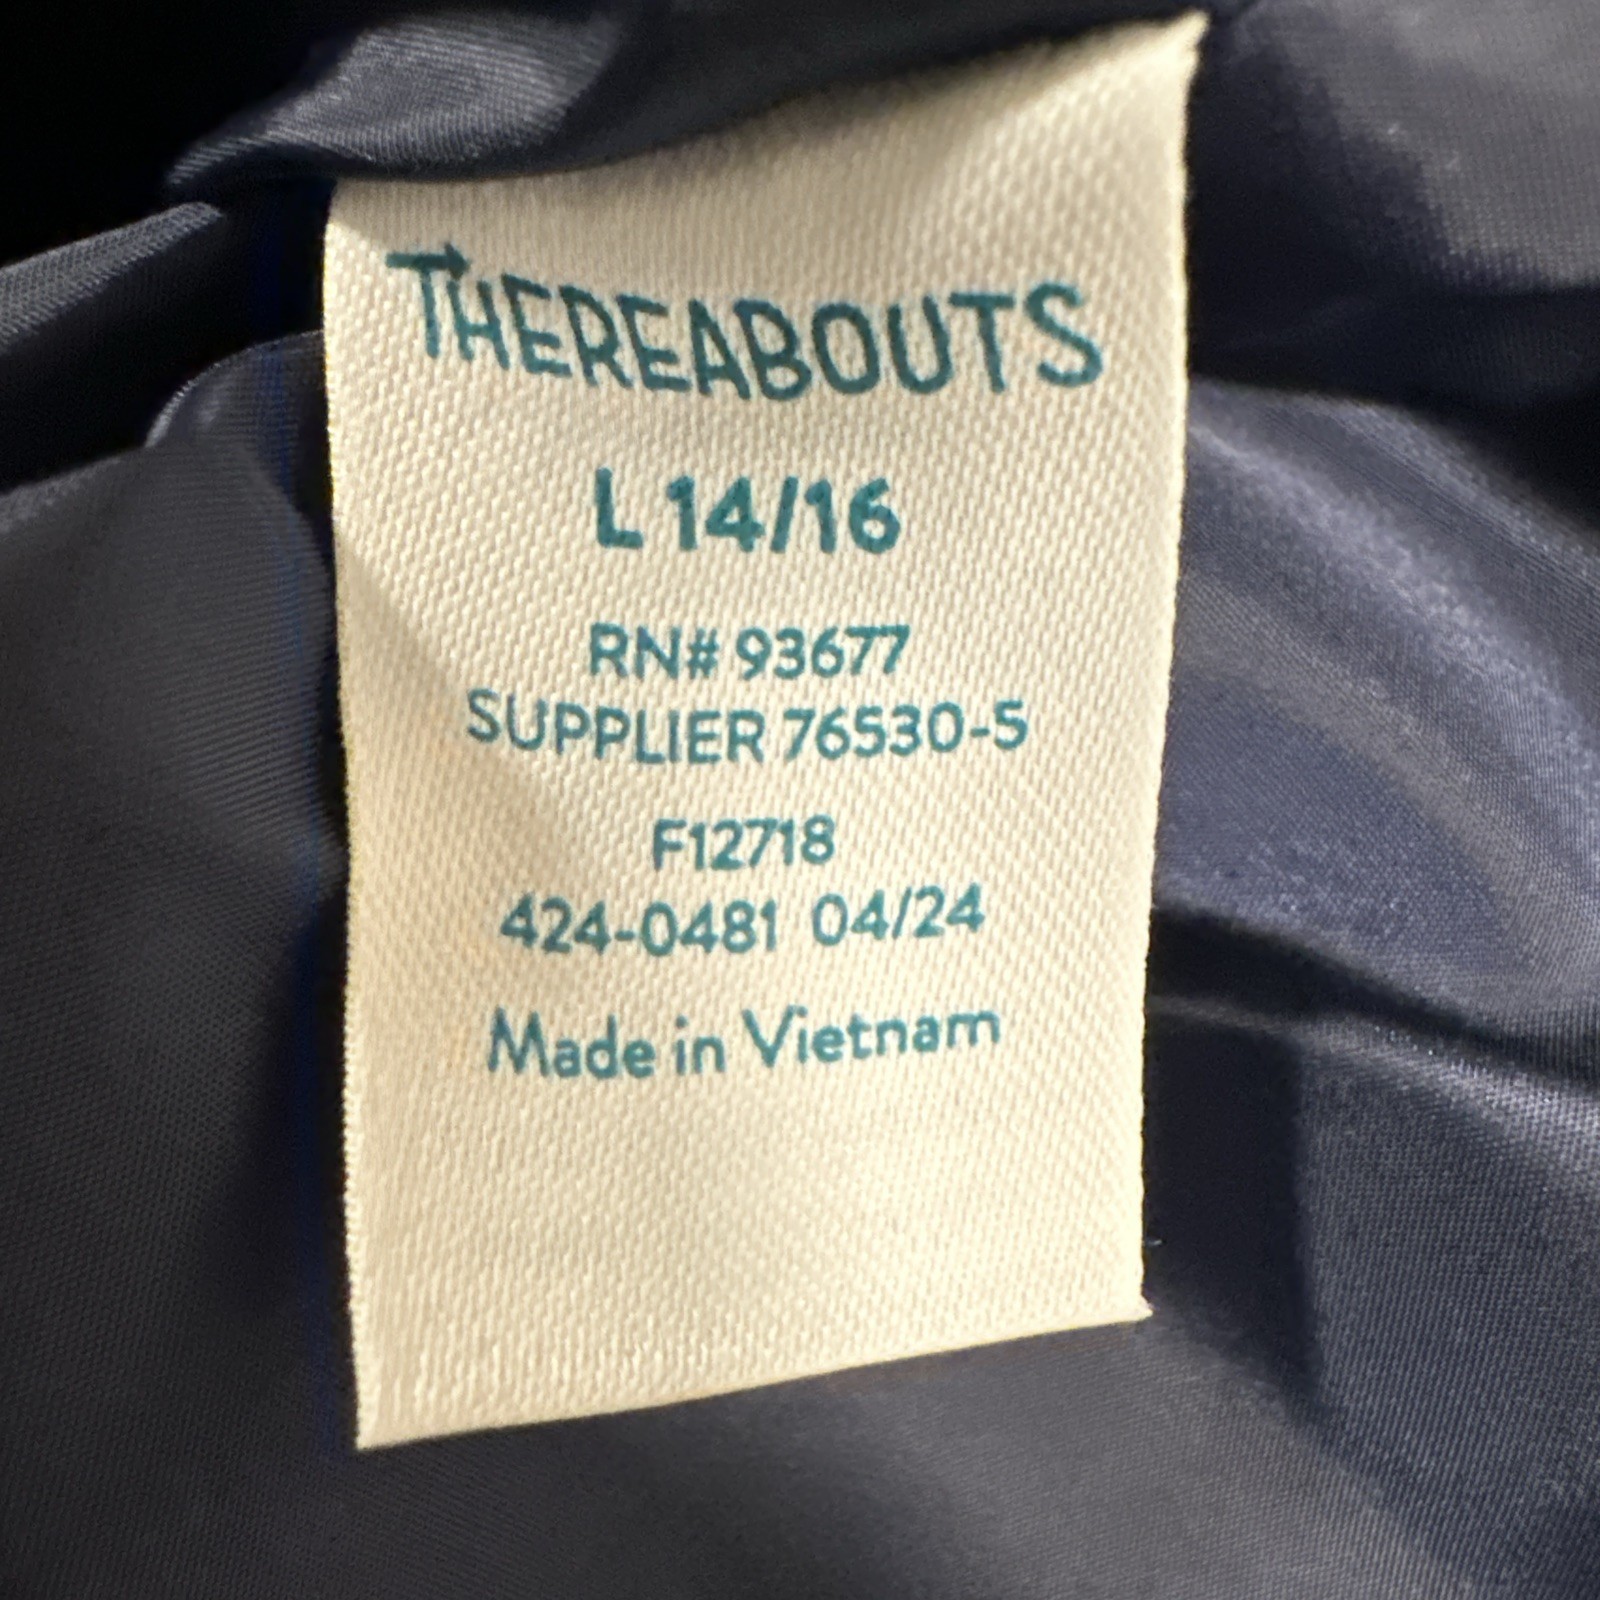 THEREABOUTS
L 14/16
RN# 93677
SUPPLIER 76530-5
F12718
424-0481 04/24
Made in Vietnam